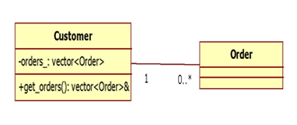 Customer
-orders_: vector<Order>
+get_orders(): vector<Order>&
1
0..*
Order